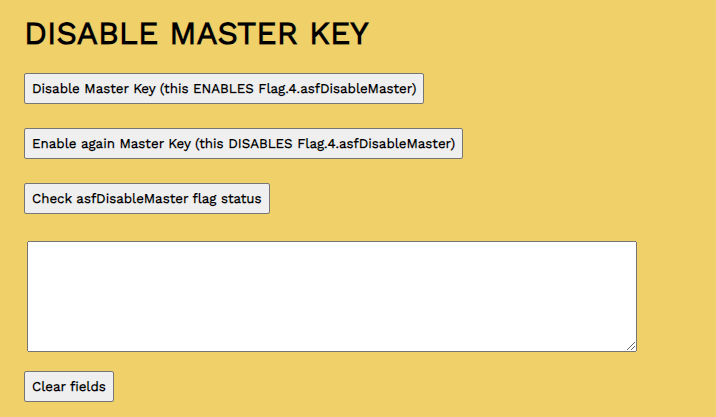 DISABLE MASTER KEY
Disable Master Key (this ENABLES Flag.4.asfDisableMaster)
Enable again Master Key (this DISABLES Flag.4.asfDisableMaster)
Check asfDisableMaster flag status
Clear fields